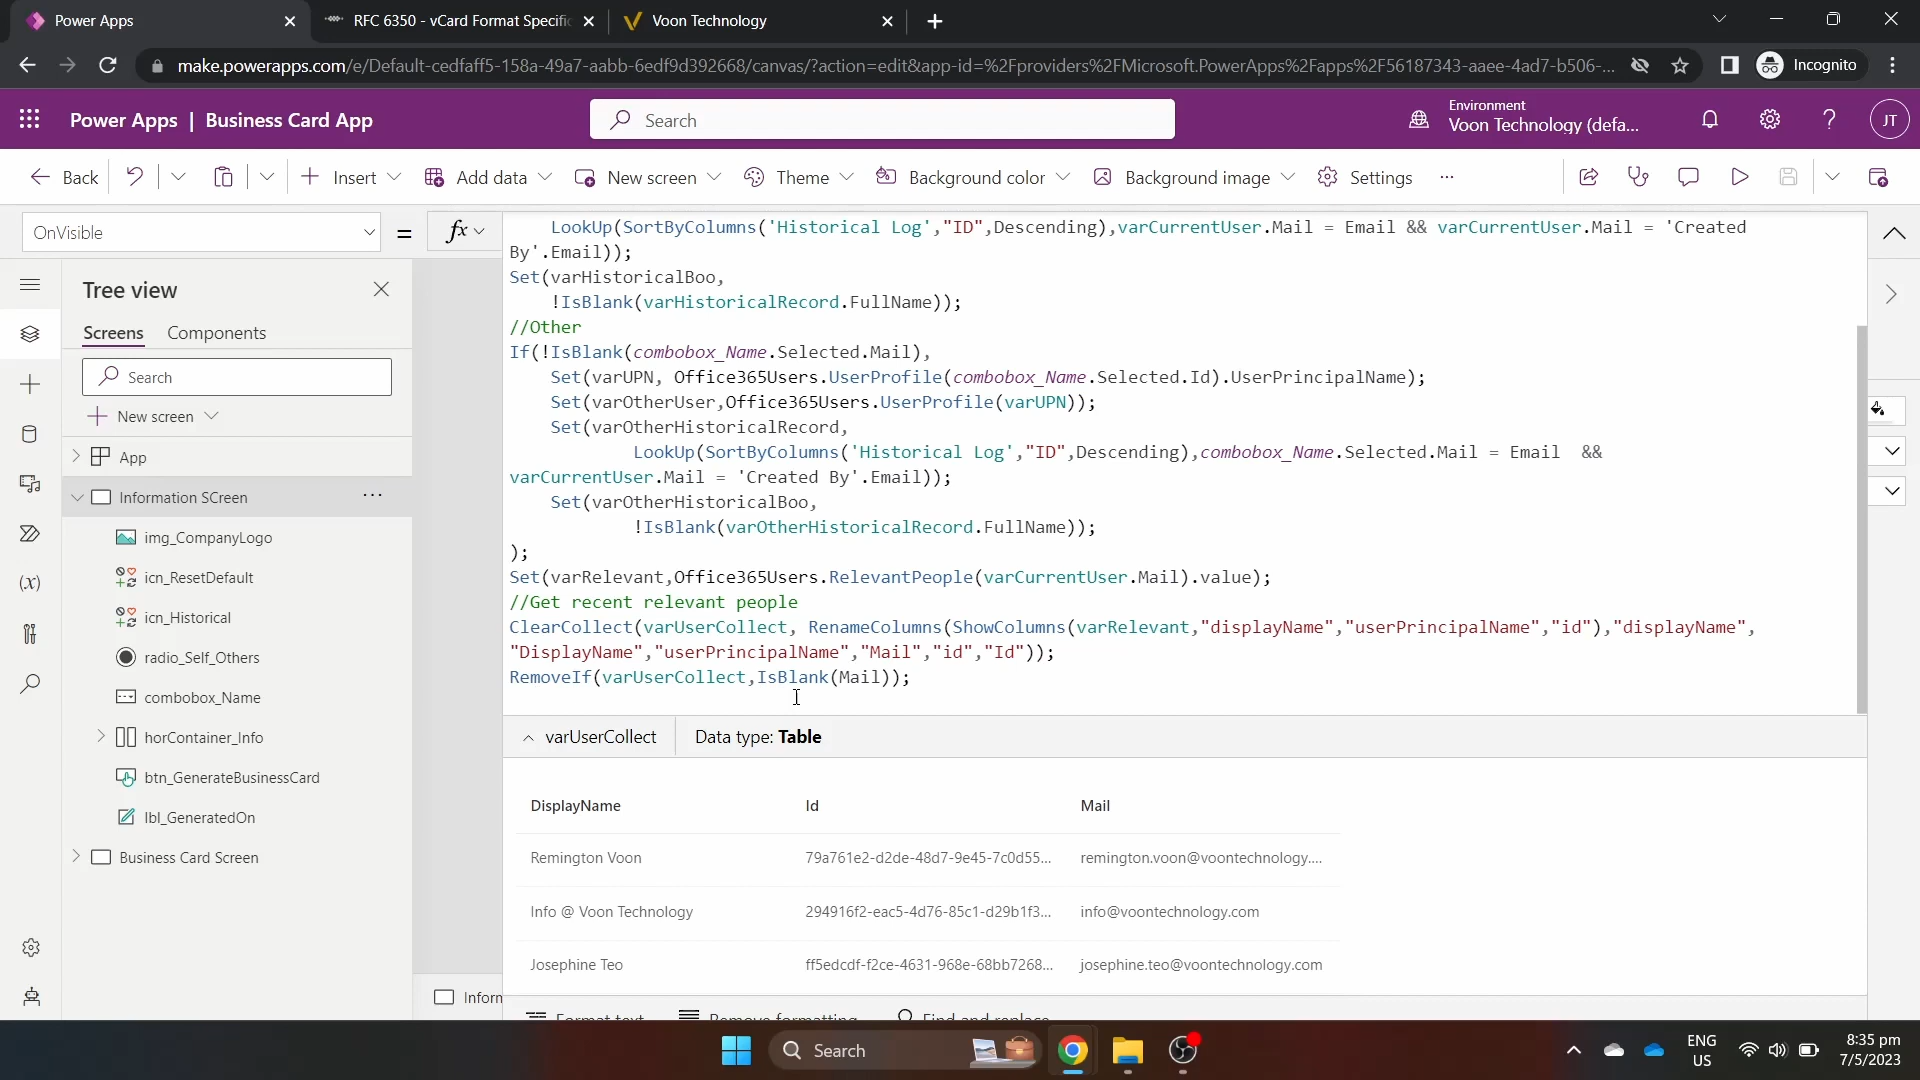 Power Apps
RFC 6350 - vCard Format Specific
Voon Technology
make.powerapps.com/e/Default-cedfaff5-158a-49a7-aabb-6edf9d392668/canvas/?action=edit&app-id=%2Fproviders%2FMicrosoft.PowerApps%2Fapps%2F56187343-aaee-4ad7-b506-...
Incognito
Power Apps | Business Card App
Search
Environment
Voon Technology (defa...
JT
Back
Insert
Add data
New screen
Theme
Background color
Background image
Settings
...
OnVisible
=
fx
LookUp(SortByColumns('Historical Log',"ID",Descending),varCurrentUser.Mail = Email && varCurrentUser.Mail = 'Created
By'.Email));
Set(varHistoricalBoo,
!IsBlank(varHistoricalRecord.FullName));
//Other
If(!IsBlank(combobox_Name.Selected.Mail),
Set(varUPN, Office365Users.UserProfile(combobox_Name.Selected.Id).UserPrincipalName);
Set(varOtherUser,Office365Users.UserProfile(varUPN));
Set(varOtherHistoricalRecord,
LookUp(SortByColumns('Historical Log',"ID",Descending),combobox_Name.Selected.Mail = Email &&
varCurrentUser.Mail = 'Created By'.Email));
Set(varOtherHistoricalBoo,
!IsBlank(varOtherHistoricalRecord.FullName));
);
Set(varRelevant,Office365Users.RelevantPeople(varCurrentUser.Mail).value);
//Get recent relevant people
ClearCollect(varUserCollect, RenameColumns(ShowColumns(varRelevant,"displayName","userPrincipalName","id"),"displayName",
"DisplayName","userPrincipalName","Mail","id","Id"));
RemoveIf(varUserCollect,IsBlank(Mail));
Tree view
Screens
Components
Search
New screen
App
Information SCreen
...
img_CompanyLogo
icn_ResetDefault
icn_Historical
radio_Self_Others
combobox_Name
horContainer_Info
btn_GenerateBusinessCard
lbl_GeneratedOn
Business Card Screen
varUserCollect
Data type: Table
DisplayName Id Mail
Remington Voon 79a761e2-d2de-48d7-9e45-7c0d55... remington.voon@voontechnology....
Info @ Voon Technology 294916f2-eac5-4d76-85c1-d29b1f3... info@voontechnology.com
Josephine Teo ff5edcdf-f2ce-4631-968e-68bb7268... josephine.teo@voontechnology.com
Inforn
Format text
Remove formatting
Find and replace
Search
ENG
US
8:35 pm
7/5/2023